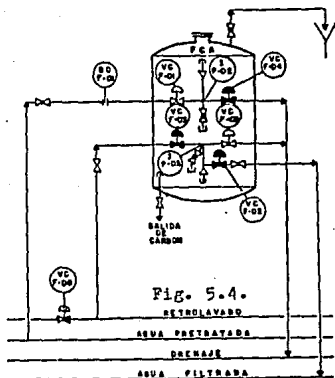 FCA
VC
F-01
I
P-02
VC
F-04
BD
F-01
VC
F-03
VC
F-02
SALIDA
DE
CARBON
VC
F-06
Fig. 5.4.
RETROLAVADO
AGUA PRETRATADA
DRENAJE
AGUA FILTRADA